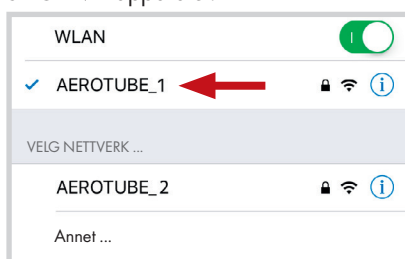 WLAN
AEROTUBE_1
VELG NETTVERK ...
AEROTUBE_2
Annet ...